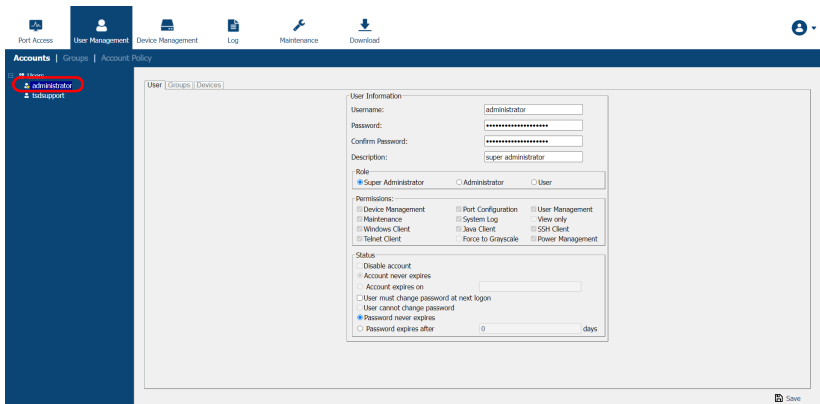 Port Access User Management Device Management Log Maintenance Download
Accounts | Groups | Account Policy
Users
administrator
tsdsupport
User Groups Devices
User Information
Username: administrator
Password: ••••••••••••••••••••
Confirm Password: ••••••••••••••••••••
Description: super administrator
Role
Super Administrator Administrator User
Permissions:
Device Management Port Configuration User Management
Maintenance System Log View only
Windows Client Java Client SSH Client
Telnet Client Force to Grayscale Power Management
Status
Disable account
Account never expires
Account expires on
User must change password at next logon
User cannot change password
Password never expires
Password expires after 0 days
Save